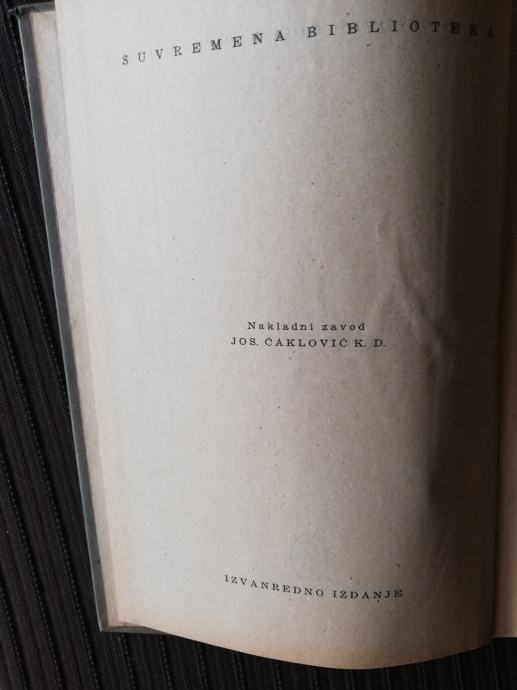 SUVREMENA BIBLIOTEKA
Nakladni zavod
JOS. ČAKLOVIĆ K. D.
IZVANREDNO IZDANJE